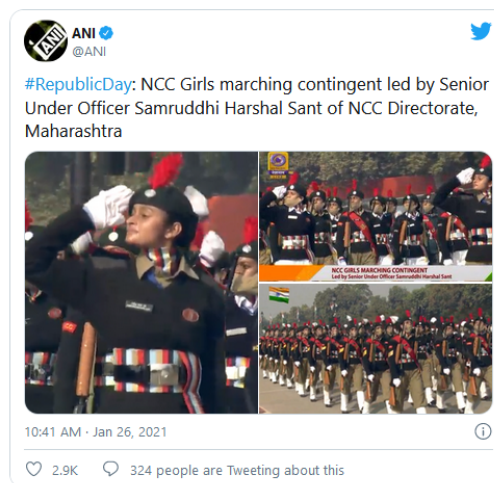 ANI
@ANI
#RepublicDay: NCC Girls marching contingent led by Senior
Under Officer Samruddhi Harshal Sant of NCC Directorate,
Maharashtra
ANI
NCC GIRLS MARCHING CONTINGENT
Led by Senior Under Officer Samruddhi Harshal Sant
10:41 AM · Jan 26, 2021
2.9K
324 people are Tweeting about this